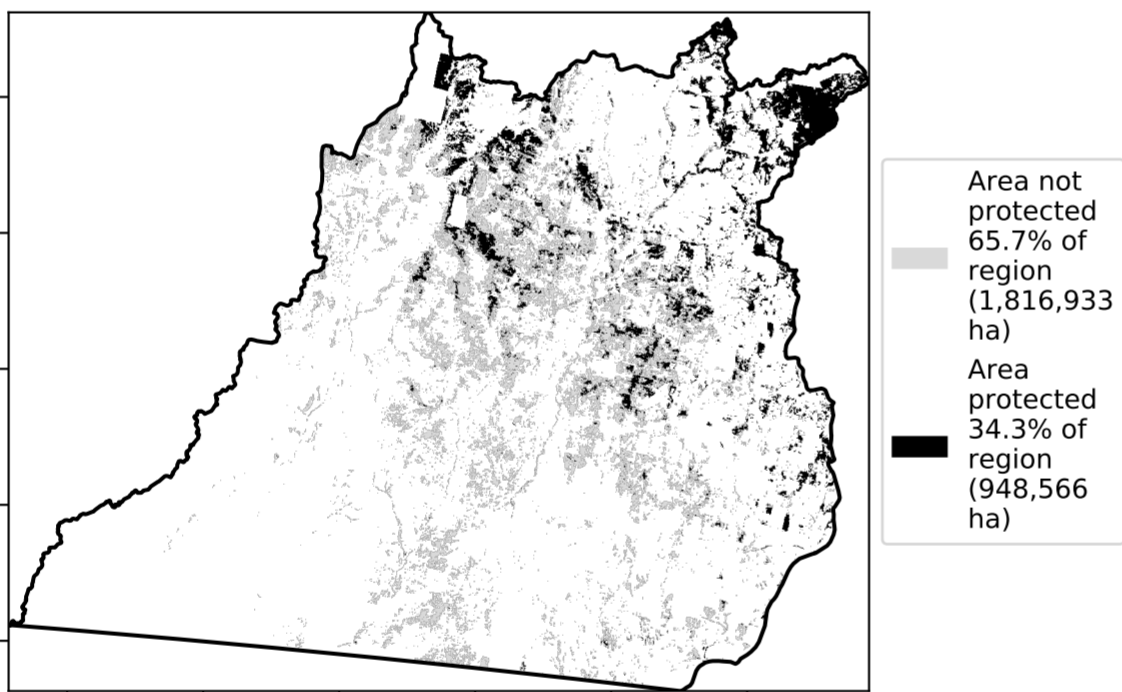 Area not
protected
65.7% of
region
(1,816,933
ha)
Area
protected
34.3% of
region
(948,566
ha)